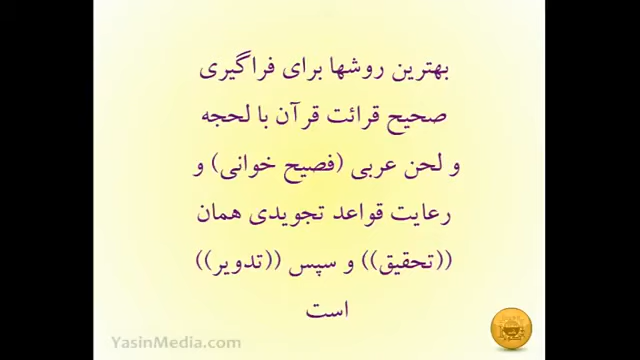 بهترین روشها برای فراگیری
صحیح قرائت قرآن با لحجه
و لحن عربی (فصیح خوانی) و
رعایت قواعد تجویدی همان
((تحقیق)) و سپس ((تدویر))
است
YasinMedia.com